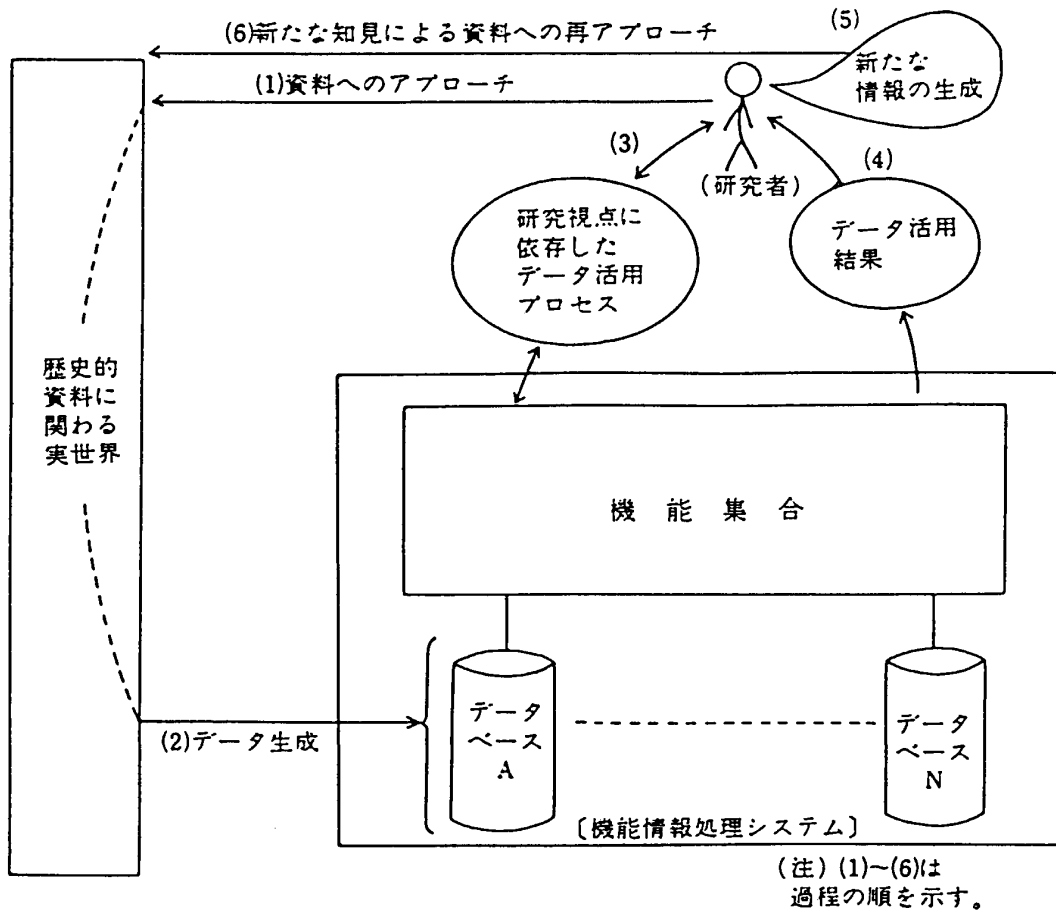 (5)
(6)新たな知見による資料への再アプローチ
新たな
情報の生成
(1)資料へのアプローチ
(3)
(4)
(研究者)
研究視点に
依存した
データ活用
プロセス
データ活用
結果
歴史的
資料に
関わる
実世界
機能集合
(2)データ生成
データ
ベース
A
データ
ベース
N
〔機能情報処理システム〕
(注) (1)~(6)は
過程の順を示す。